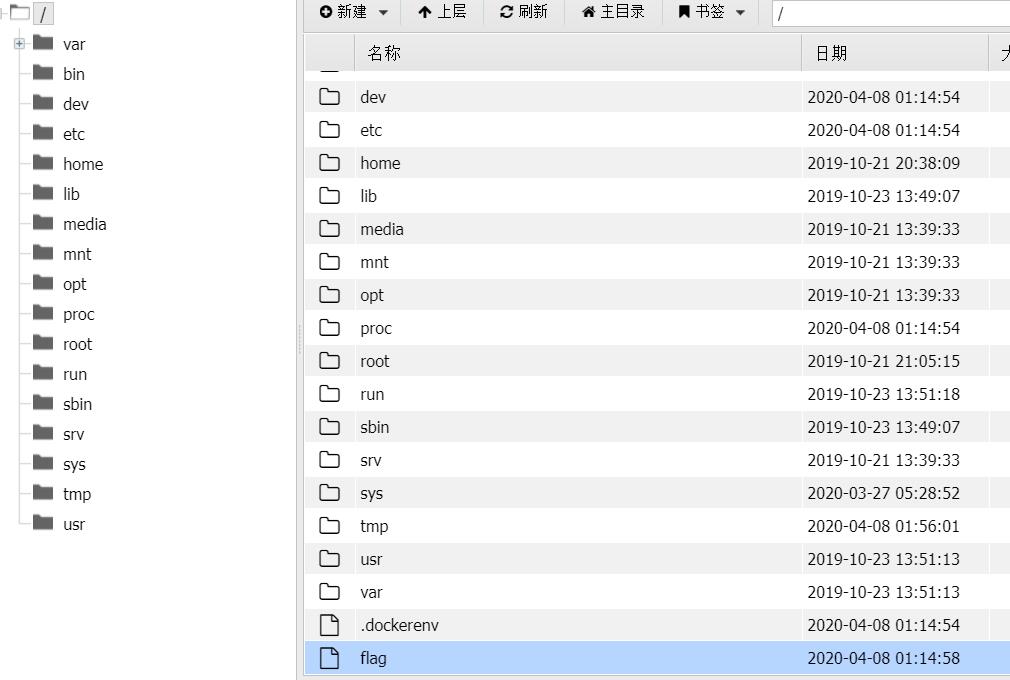 /
var
bin
dev
etc
home
lib
media
mnt
opt
proc
root
run
sbin
srv
sys
tmp
usr
新建 上层 刷新 主目录 书签 /
名称 日期
dev 2020-04-08 01:14:54
etc 2020-04-08 01:14:54
home 2019-10-21 20:38:09
lib 2019-10-23 13:49:07
media 2019-10-21 13:39:33
mnt 2019-10-21 13:39:33
opt 2019-10-21 13:39:33
proc 2020-04-08 01:14:54
root 2019-10-21 21:05:15
run 2019-10-23 13:51:18
sbin 2019-10-23 13:49:07
srv 2019-10-21 13:39:33
sys 2020-03-27 05:28:52
tmp 2020-04-08 01:56:01
usr 2019-10-23 13:51:13
var 2019-10-23 13:51:13
.dockerenv 2020-04-08 01:14:54
flag 2020-04-08 01:14:58